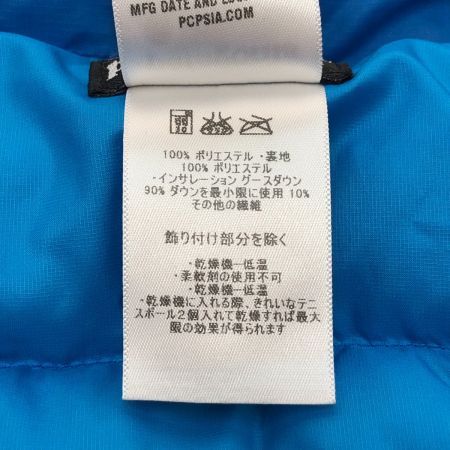 MFG DATE AND
PCPSIA.COM
100% ポリエステル・裏地
100% ポリエステル
・インサレーション グースダウン
90% ダウンを最小限に使用 10%
その他の繊維
飾り付け部分を除く
・乾燥機ー低温
・柔軟剤の使用不可
・乾燥機ー低温
・乾燥機に入れる際、きれいなテニ
スボール2個入れて乾燥すれば最大
限の効果が得られます